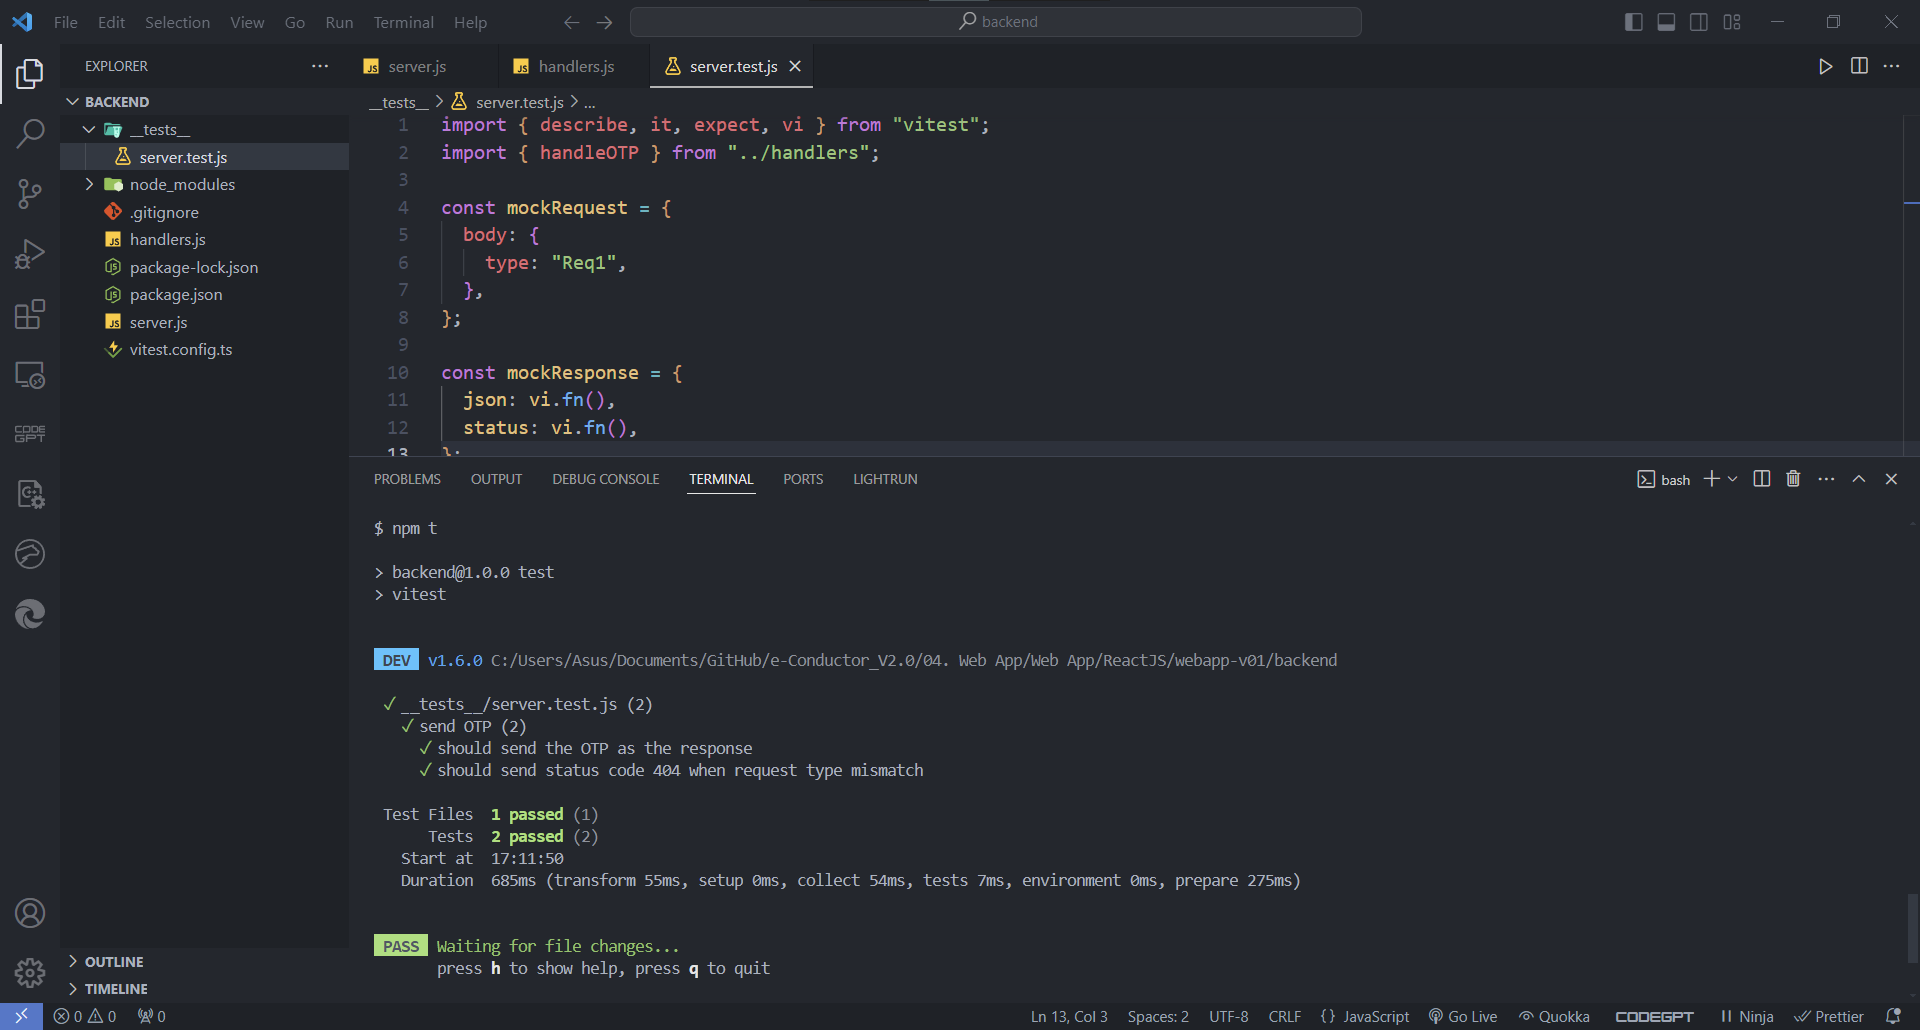 File Edit Selection View Go Run Terminal Help
backend
EXPLORER
BACKEND
__tests__
server.test.js
node_modules
.gitignore
JS handlers.js
package-lock.json
package.json
JS server.js
vitest.config.ts
OUTLINE
TIMELINE
JS server.js
JS handlers.js
server.test.js
__tests__ > server.test.js > ...
1 import { describe, it, expect, vi } from "vitest";
2 import { handleOTP } from "../handlers";
3
4 const mockRequest = {
5 body: {
6 type: "Req1",
7 },
8 };
9
10 const mockResponse = {
11 json: vi.fn(),
12 status: vi.fn(),
13 };
PROBLEMS OUTPUT DEBUG CONSOLE TERMINAL PORTS LIGHTRUN
bash
$ npm t
> backend@1.0.0 test
> vitest
DEV v1.6.0 C:/Users/Asus/Documents/GitHub/e-Conductor_V2.0/04. Web App/Web App/ReactJS/webapp-v01/backend
✓ __tests__/server.test.js (2)
✓ send OTP (2)
✓ should send the OTP as the response
✓ should send status code 404 when request type mismatch
Test Files 1 passed (1)
Tests 2 passed (2)
Start at 17:11:50
Duration 685ms (transform 55ms, setup 0ms, collect 54ms, tests 7ms, environment 0ms, prepare 275ms)
PASS Waiting for file changes...
press h to show help, press q to quit
CODE
GPT
0 0 0
Ln 13, Col 3 Spaces: 2 UTF-8 CRLF {} JavaScript Go Live Quokka CODEGPT Ninja Prettier